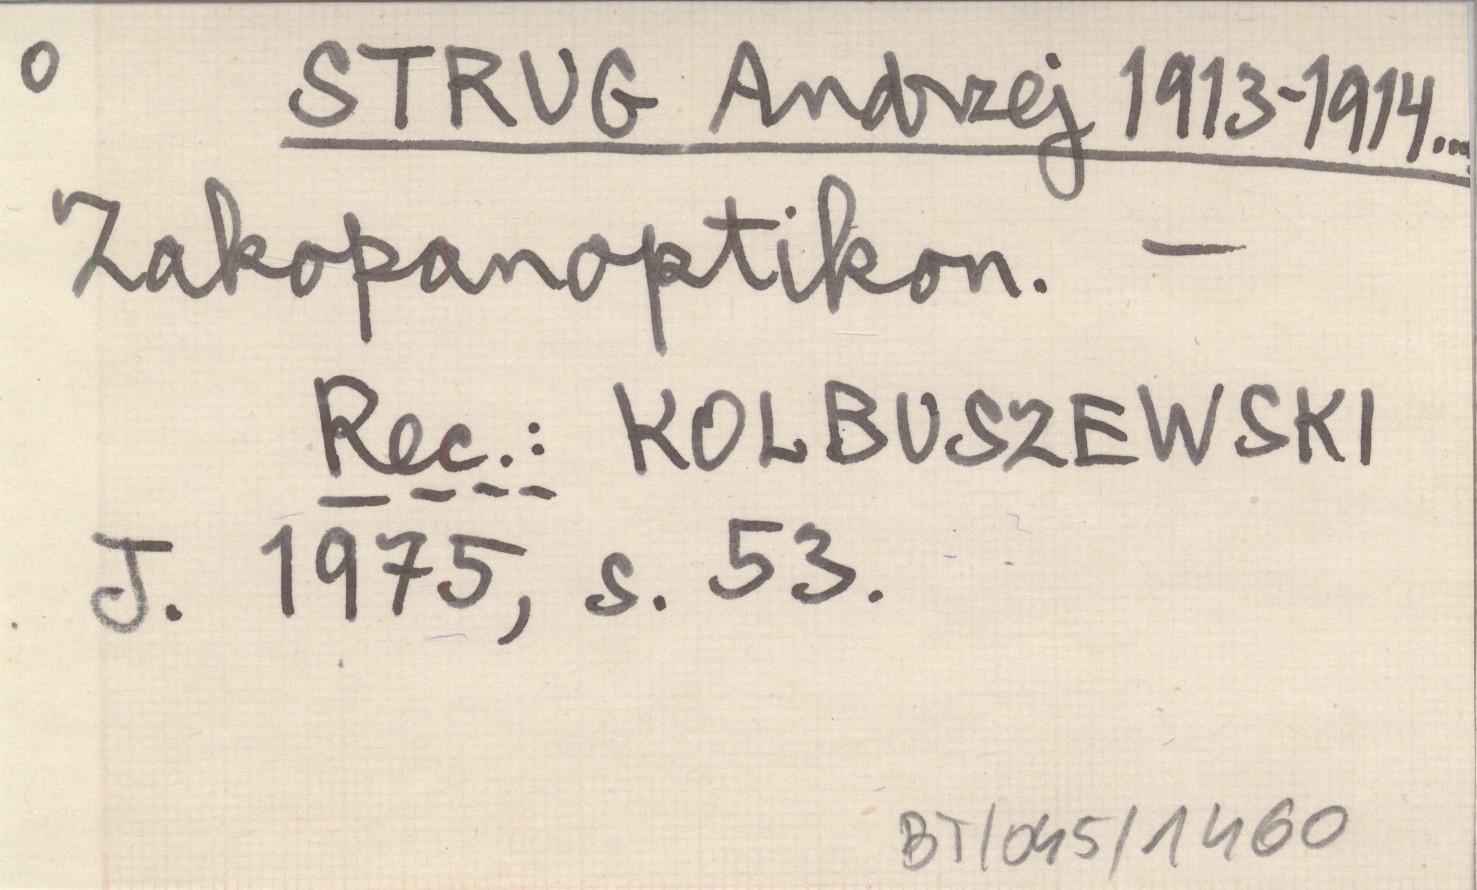 o STRUG Andrzej 1913-1914...
Zakopanoptikon. —
Rec.: KOLBUSZEWSKI
J. 1975, s. 53.
BT/045/1460